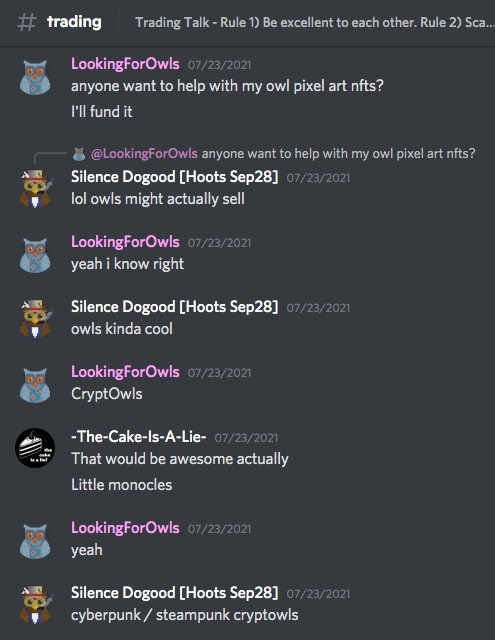 # trading
Trading Talk - Rule 1) Be excellent to each other. Rule 2) Sca...
LookingForOwls 07/23/2021
anyone want to help with my owl pixel art nfts?
I'll fund it
@LookingForOwls anyone want to help with my owl pixel art nfts?
Silence Dogood [Hoots Sep28] 07/23/2021
lol owls might actually sell
LookingForOwls 07/23/2021
yeah i know right
Silence Dogood [Hoots Sep28] 07/23/2021
owls kinda cool
LookingForOwls 07/23/2021
CryptOwls
the cake is a lie!
-The-Cake-Is-A-Lie- 07/23/2021
That would be awesome actually
Little monocles
LookingForOwls 07/23/2021
yeah
Silence Dogood [Hoots Sep28] 07/23/2021
cyberpunk / steampunk cryptowls